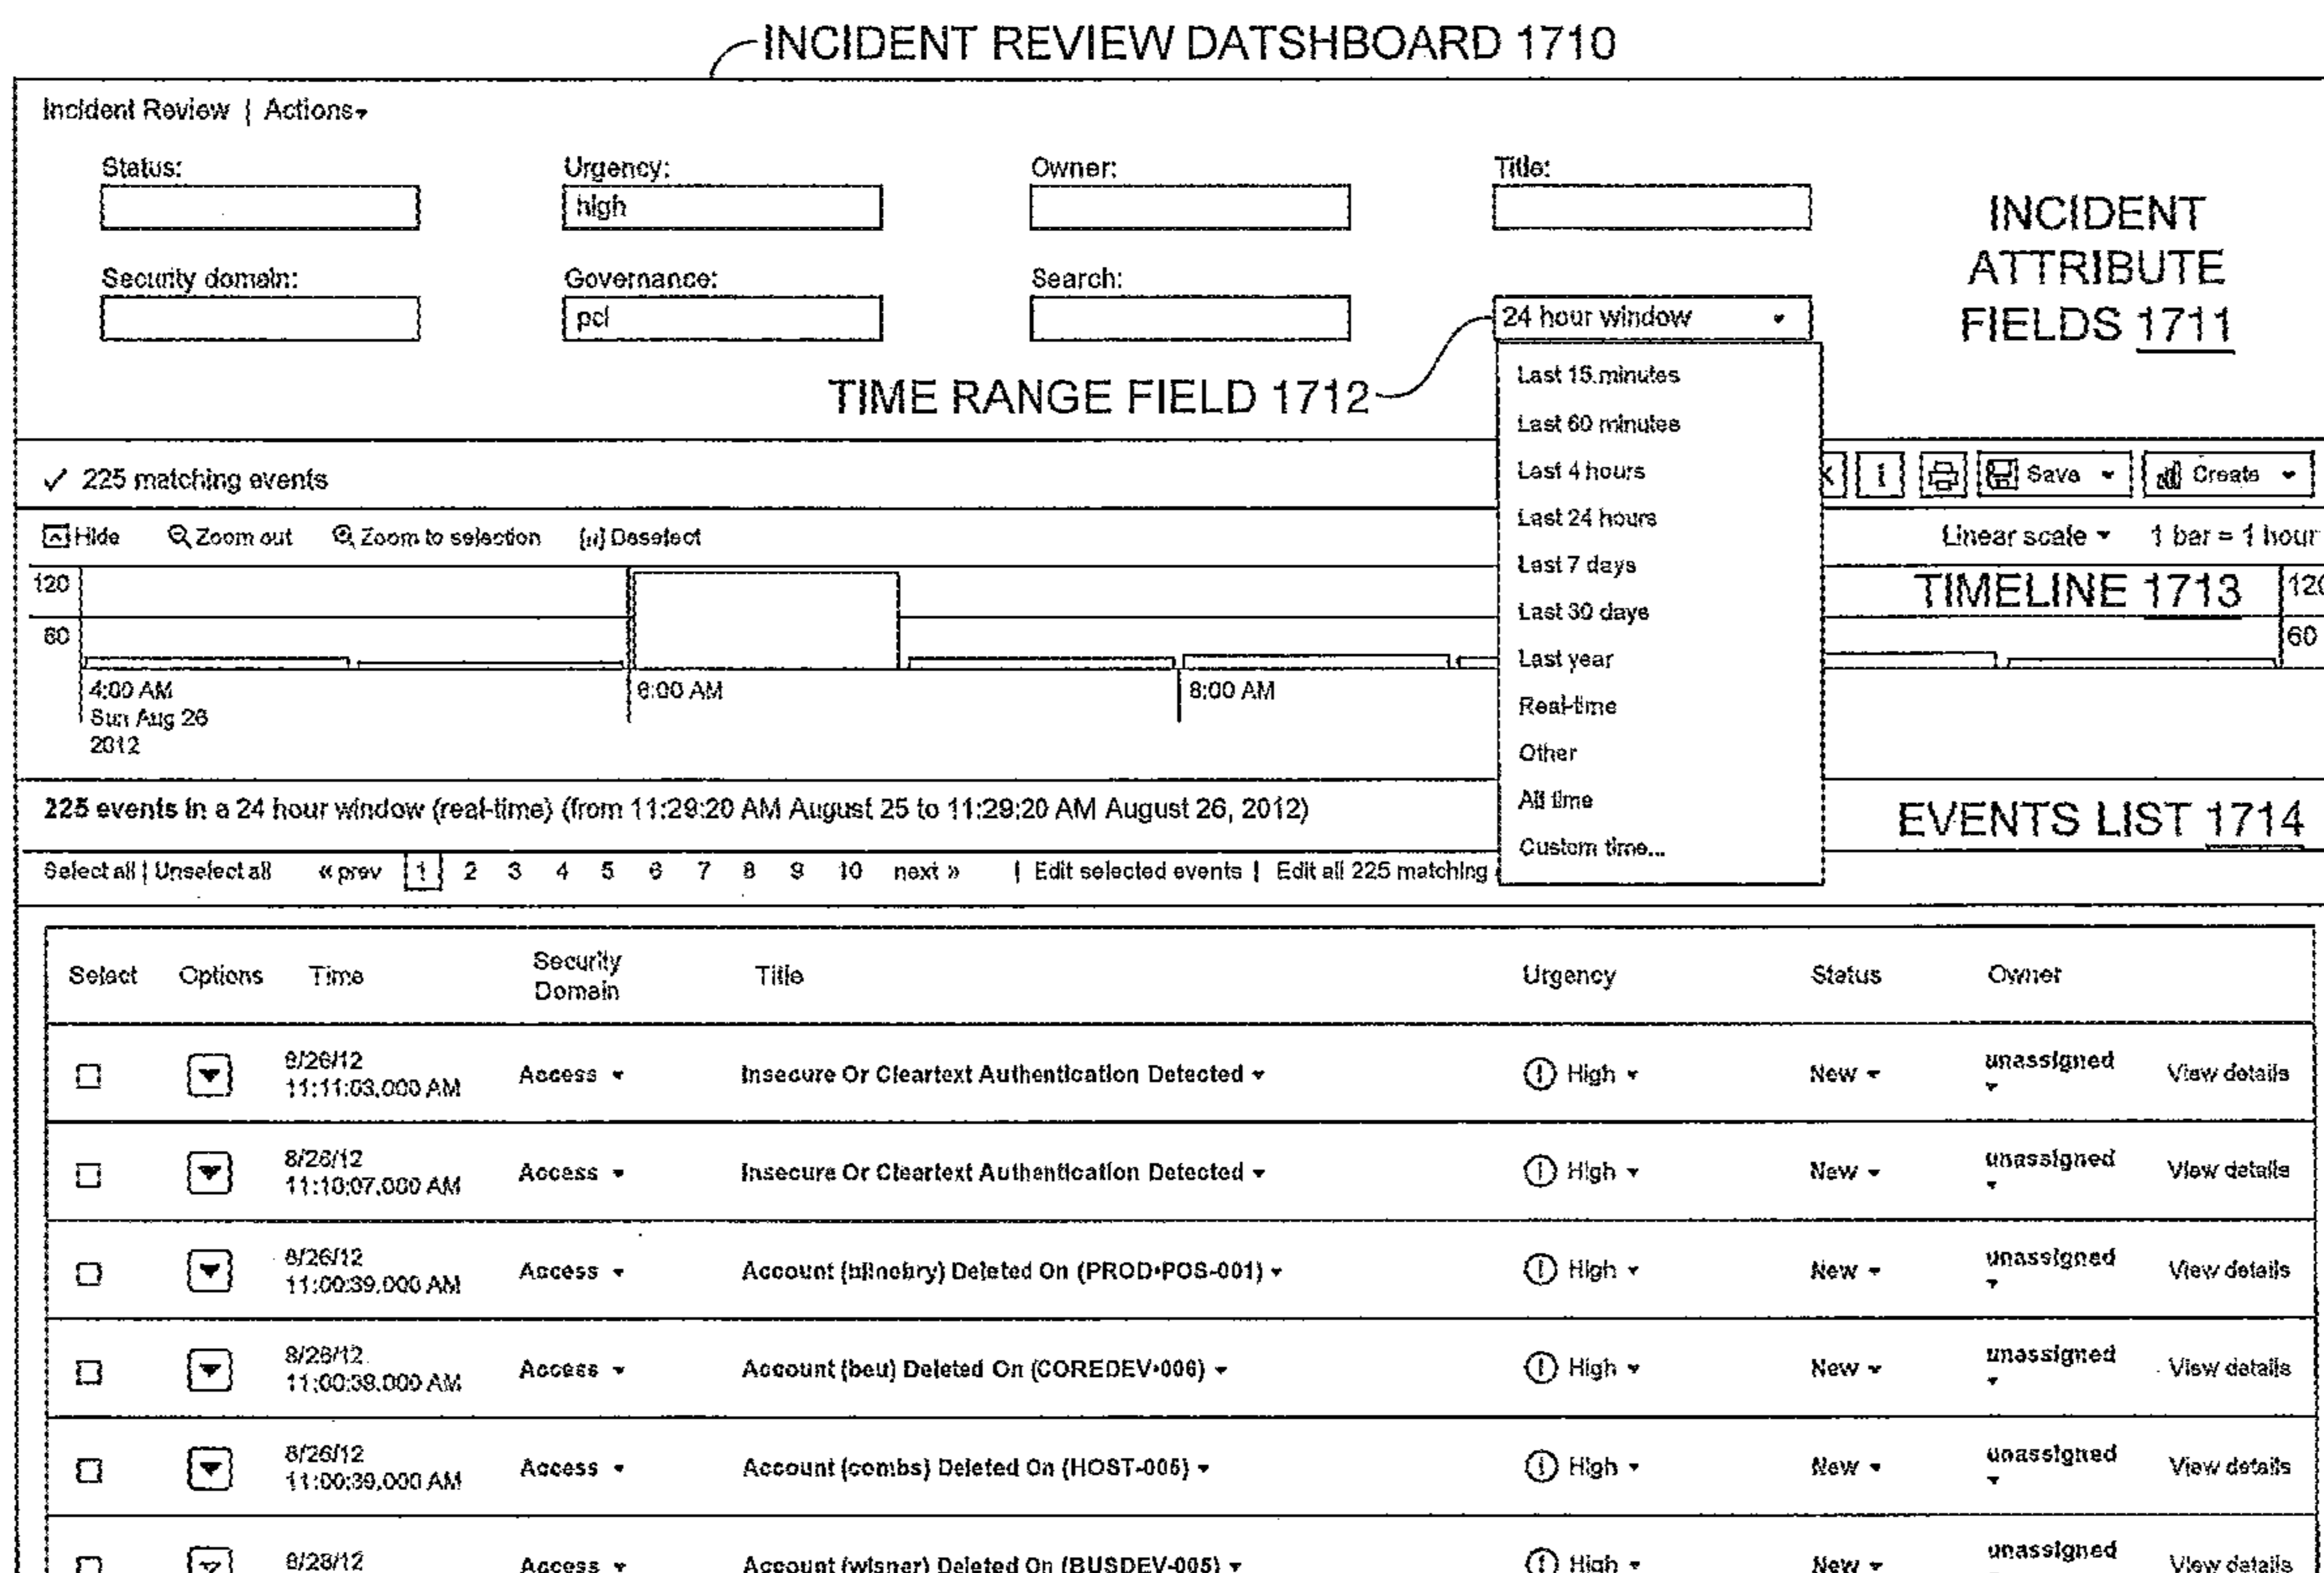 INCIDENT REVIEW DATSHBOARD 1710
Incident Review | Actions
Status: Urgency: Owner: Title:
high
INCIDENT
ATTRIBUTE
FIELDS 1711
Security domain: Governance: Search:
pci 24 hour window
TIME RANGE FIELD 1712
Last 15 minutes
Last 60 minutes
Last 4 hours
Last 24 hours
Last 7 days
Last 30 days
Last year
Real-time
Other
All time
Custom time...
✓ 225 matching events Save Create
Hide Zoom out Zoom to selection Deselect Linear scale 1 bar = 1 hour
TIMELINE 1713
120 120
60 60
4:00 AM 6:00 AM 8:00 AM
Sun Aug 26
2012
225 events in a 24 hour window (real-time) (from 11:29:20 AM August 25 to 11:29:20 AM August 26, 2012)
EVENTS LIST 1714
Select all | Unselect all « prev 1 2 3 4 5 6 7 8 9 10 next » | Edit selected events | Edit all 225 matching
Select Options Time Security Domain Title Urgency Status Owner
8/26/12 11:11:03.000 AM Access Insecure Or Cleartext Authentication Detected High New unassigned View details
8/26/12 11:10:07.000 AM Access Insecure Or Cleartext Authentication Detected High New unassigned View details
8/26/12 11:00:39.000 AM Access Account Deleted On (PROD-POS-001) High New unassigned View details
8/26/12 11:00:39.000 AM Access Account (beu) Deleted On (COREDEV-006) High New unassigned View details
8/26/12 11:00:39.000 AM Access Account (combs) Deleted On (HOST-005) High New unassigned View details
8/26/12 Access Account (wisner) Deleted On (BUSDEV-005) High New unassigned View details